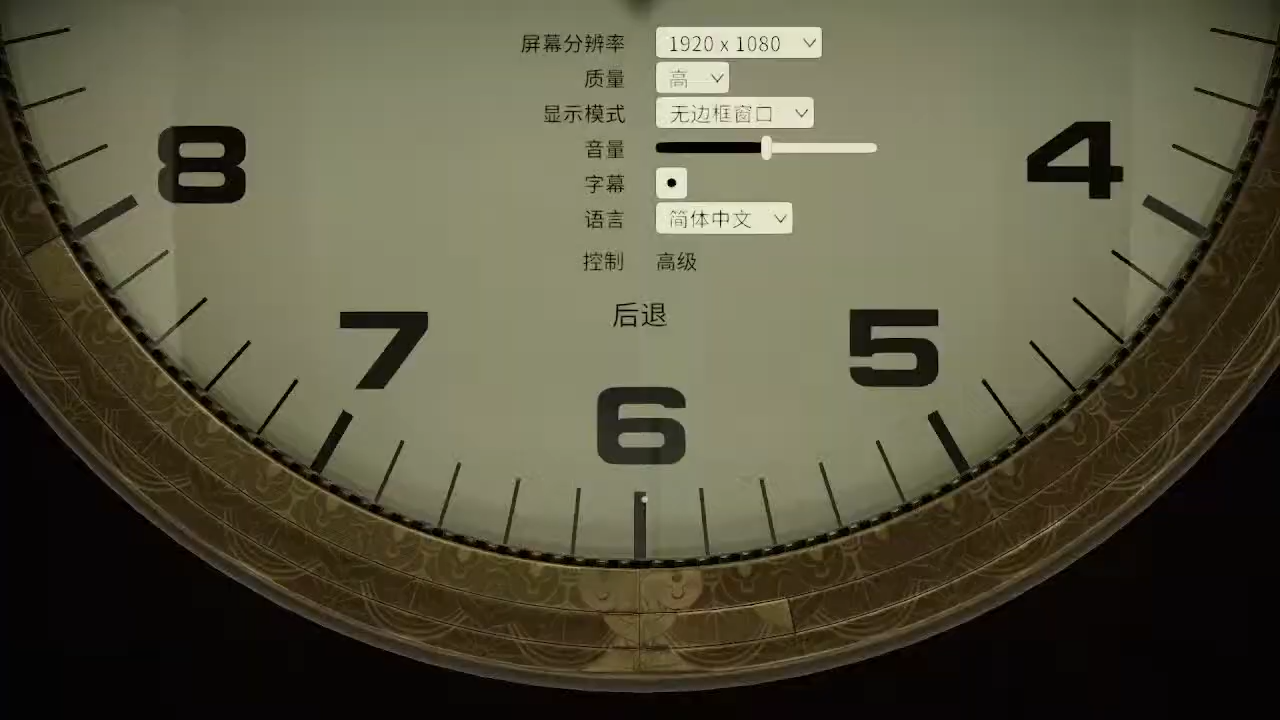 屏幕分辨率 1920 x 1080
质量 高
显示模式 无边框窗口
音量
字幕
语言 简体中文
控制 高级
后退
8 4
7 5
6